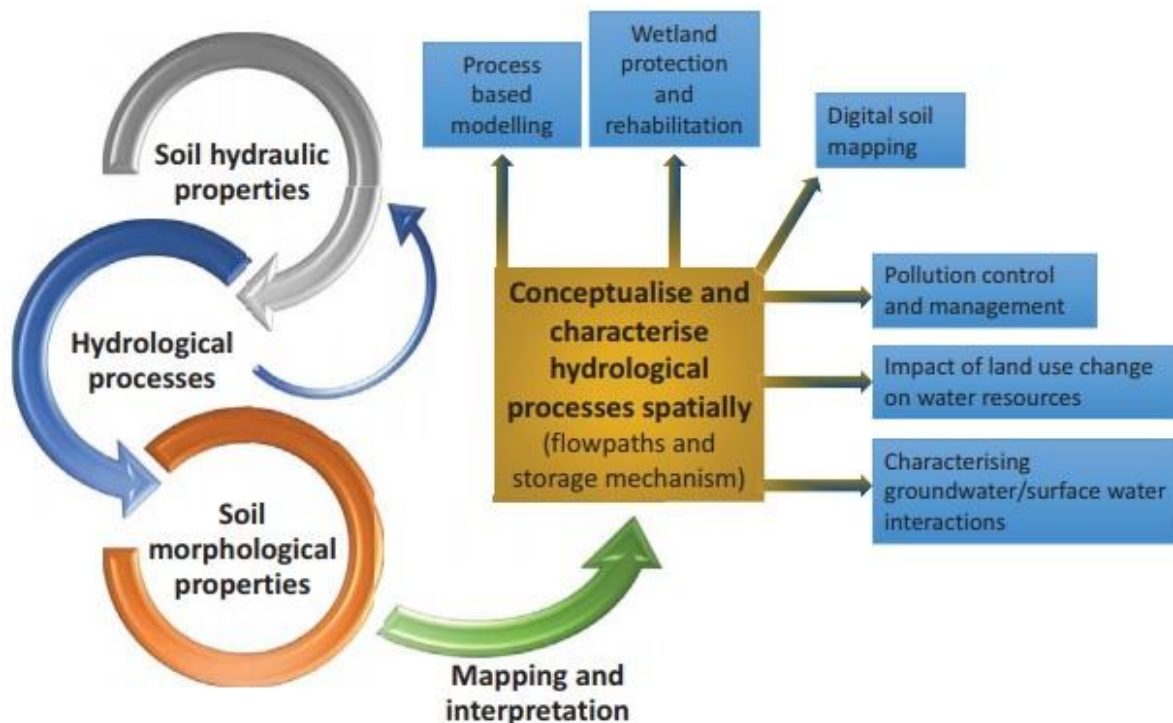 Soil hydraulic
properties
Hydrological
processes
Soil
morphological
properties
Mapping and
interpretation
Conceptualise and
characterise
hydrological
processes spatially
(flowpaths and
storage mechanism)
Process
based
modelling
Wetland
protection
and
rehabilitation
Digital soil
mapping
Pollution control
and management
Impact of land use change
on water resources
Characterising
groundwater/surface water
interactions